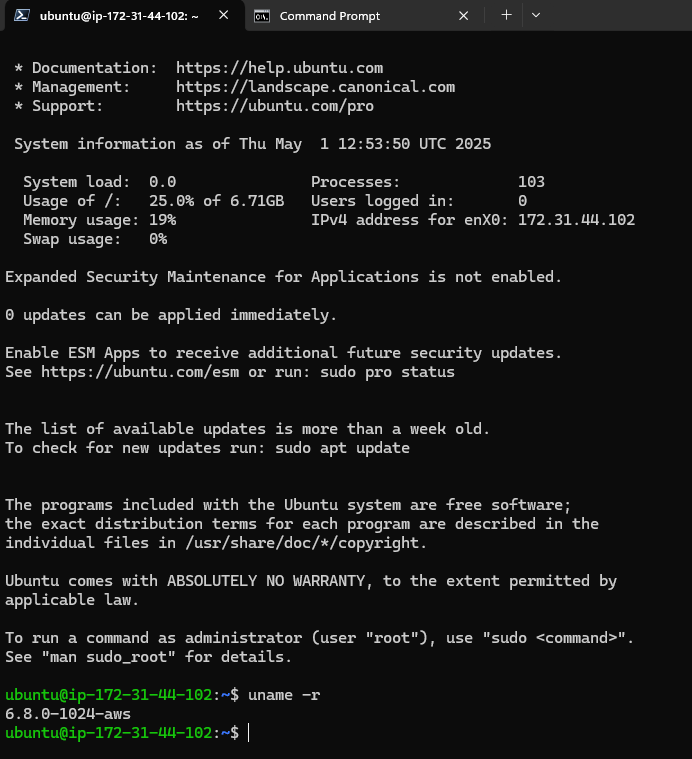 ubuntu@ip-172-31-44-102: ~
Command Prompt
* Documentation:  https://help.ubuntu.com
* Management:     https://landscape.canonical.com
* Support:        https://ubuntu.com/pro
System information as of Thu May  1 12:53:50 UTC 2025
System load:  0.0               Processes:             103
Usage of /:   25.0% of 6.71GB   Users logged in:       0
Memory usage: 19%               IPv4 address for enX0: 172.31.44.102
Swap usage:   0%
Expanded Security Maintenance for Applications is not enabled.
0 updates can be applied immediately.
Enable ESM Apps to receive additional future security updates.
See https://ubuntu.com/esm or run: sudo pro status
The list of available updates is more than a week old.
To check for new updates run: sudo apt update
The programs included with the Ubuntu system are free software;
the exact distribution terms for each program are described in the
individual files in /usr/share/doc/*/copyright.
Ubuntu comes with ABSOLUTELY NO WARRANTY, to the extent permitted by
applicable law.
To run a command as administrator (user "root"), use "sudo <command>".
See "man sudo_root" for details.
ubuntu@ip-172-31-44-102:~$ uname -r
6.8.0-1024-aws
ubuntu@ip-172-31-44-102:~$